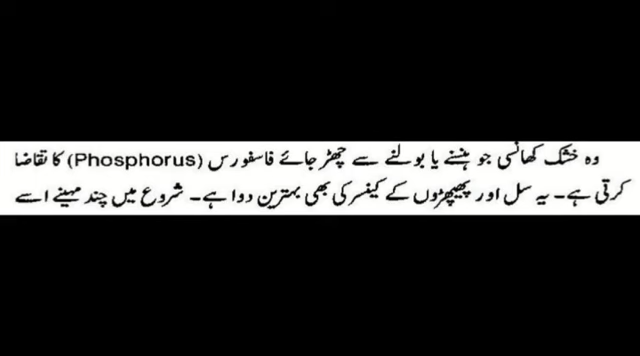 وہ خشک کھانسی جو ہنسنے یا بولنے سے چھڑ جائے فاسفورس (Phosphorus) کا تقاضا
کرتی ہے۔ یہ سل اور پھیپھڑوں کے کینسر کی بھی بہترین دوا ہے۔ شروع میں چند مہینے اسے